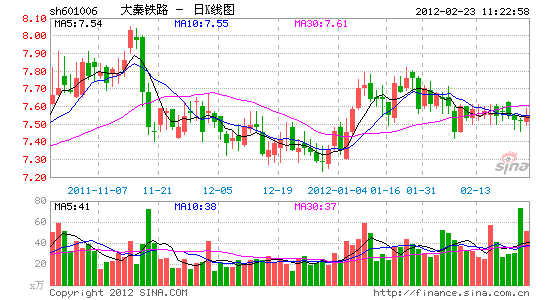 sh601006 大秦铁路 - 日K线图 2012-02-23 11:22:58
8.10 MA5:7.54 MA10:7.55 MA30:7.61
8.00
7.90
7.80
7.70
7.60
7.50
7.40
7.30
7.20
sina
2011-11-07 11-21 12-05 12-19 2012-01-04 01-16 01-31 02-13
80 MA5:41 MA10:38 MA30:37
60
40
20
x万
Copyright 2012 SINA.COM http://finance.sina.com.cn